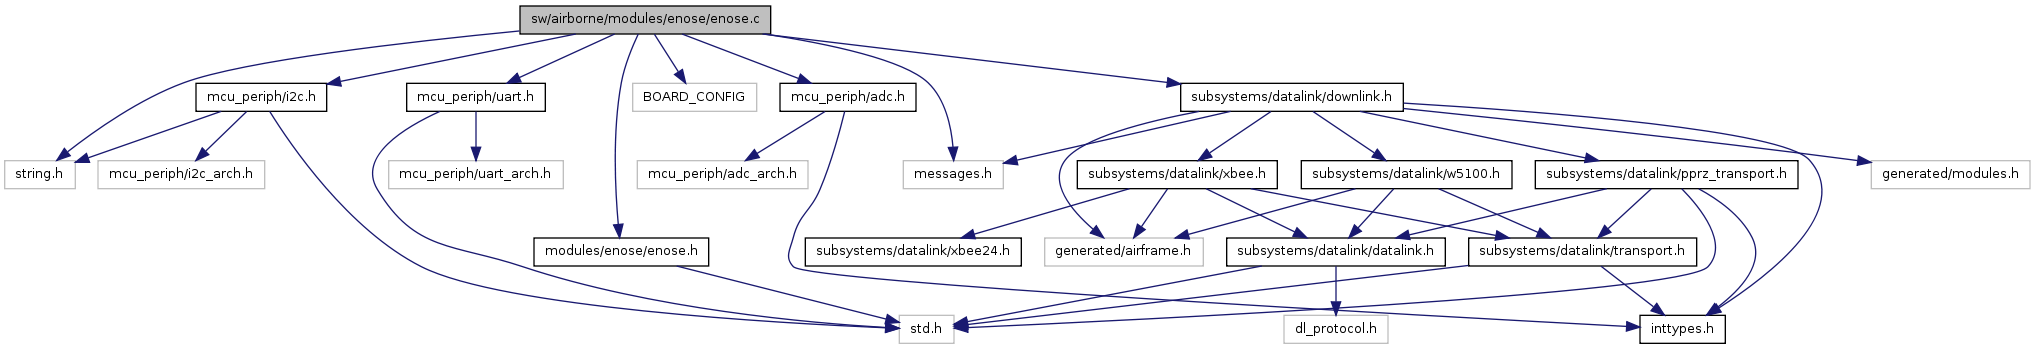 sw/airborne/modules/enose/enose.c
mcu_periph/i2c.h
mcu_periph/uart.h
BOARD_CONFIG
mcu_periph/adc.h
subsystems/datalink/downlink.h
string.h
mcu_periph/i2c_arch.h
mcu_periph/uart_arch.h
mcu_periph/adc_arch.h
messages.h
subsystems/datalink/xbee.h
subsystems/datalink/w5100.h
subsystems/datalink/pprz_transport.h
generated/modules.h
modules/enose/enose.h
subsystems/datalink/xbee24.h
generated/airframe.h
subsystems/datalink/datalink.h
subsystems/datalink/transport.h
std.h
dl_protocol.h
inttypes.h